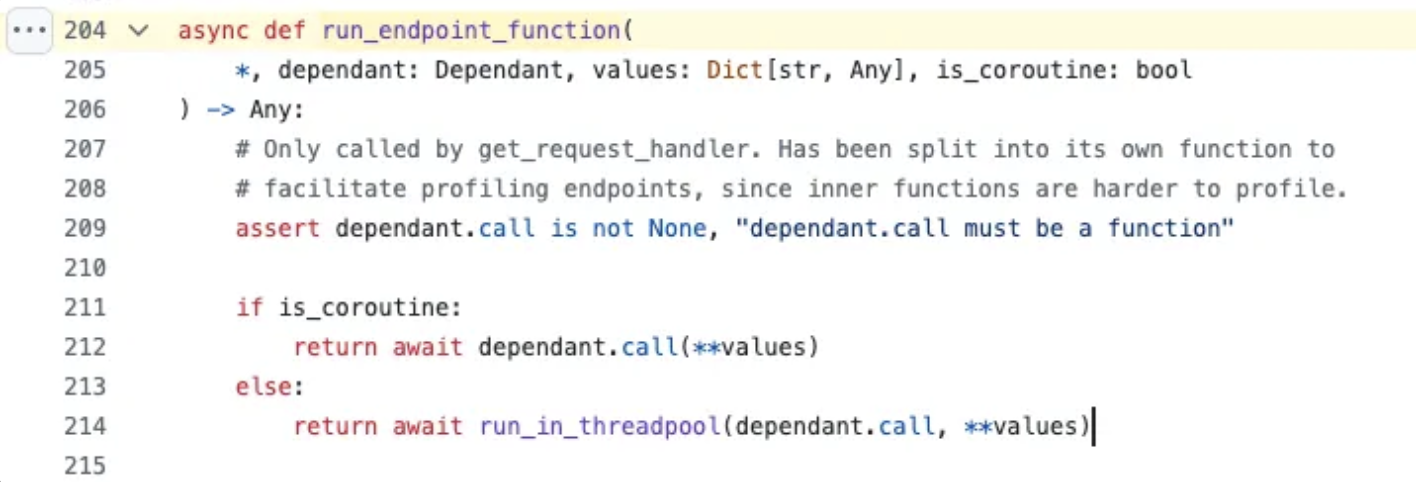 204 async def run_endpoint_function(
205 *, dependant: Dependant, values: Dict[str, Any], is_coroutine: bool
206 ) -> Any:
207 # Only called by get_request_handler. Has been split into its own function to
208 # facilitate profiling endpoints, since inner functions are harder to profile.
209 assert dependant.call is not None, "dependant.call must be a function"
210
211 if is_coroutine:
212 return await dependant.call(**values)
213 else:
214 return await run_in_threadpool(dependant.call, **values)
215